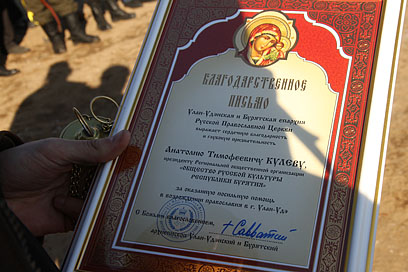 БЛАГОДАРСТВЕННОЕ
ПИСЬМО
Улан-Удэнская и Бурятская епархия
Русской Православной Церкви
выражает сердечную благодарность
и глубокую признательность
Анатолию Тимофеевичу КУЛЕВУ,
президенту Региональной общественной организации
«ОБЩЕСТВО РУССКОЙ КУЛЬТУРЫ
РЕСПУБЛИКИ БУРЯТИЯ»,
за оказанную посильную помощь
в возрождении православия в г. Улан-Удэ
С Божьим благословением,
+ Савватий
Улан-Удэнский и Бурятский